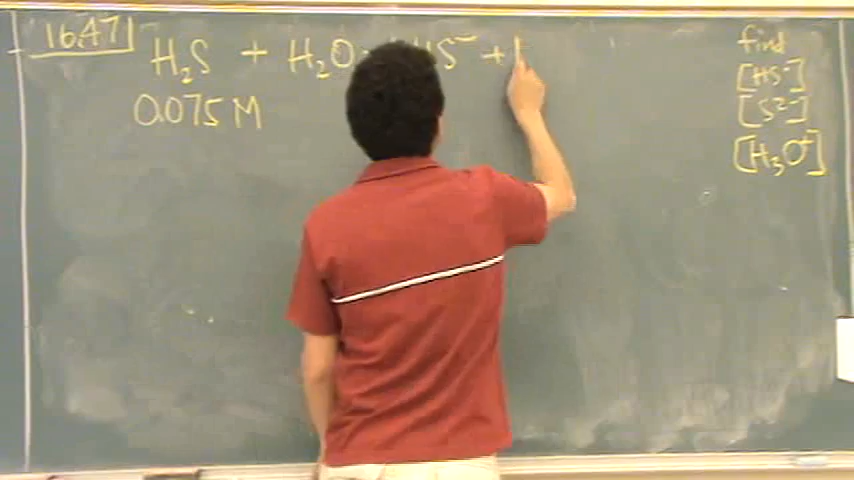 16.47
H₂S + H₂O HS⁻ +
0.075 M
find
[HS⁻]
[S²⁻]
[H₃O⁺]